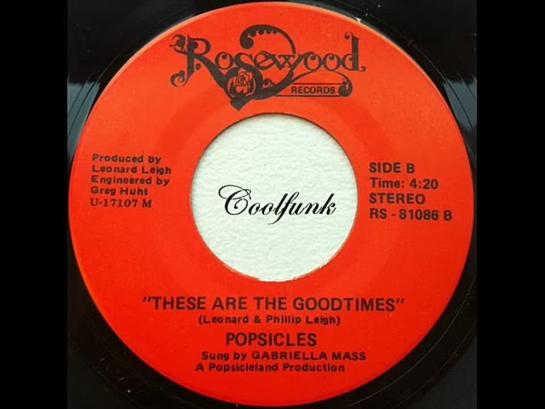 Rosewood
RECORDS
Produced by
Leonard Leigh
Engineered by
Greg Huht
U-17107 M
SIDE B
Time: 4:20
STEREO
RS - 81086 B
Coolfunk
"THESE ARE THE GOODTIMES"
(Leonard & Phillip Leigh)
POPSICLES
Sung by GABRIELLA MASS
A Popsicieland Production